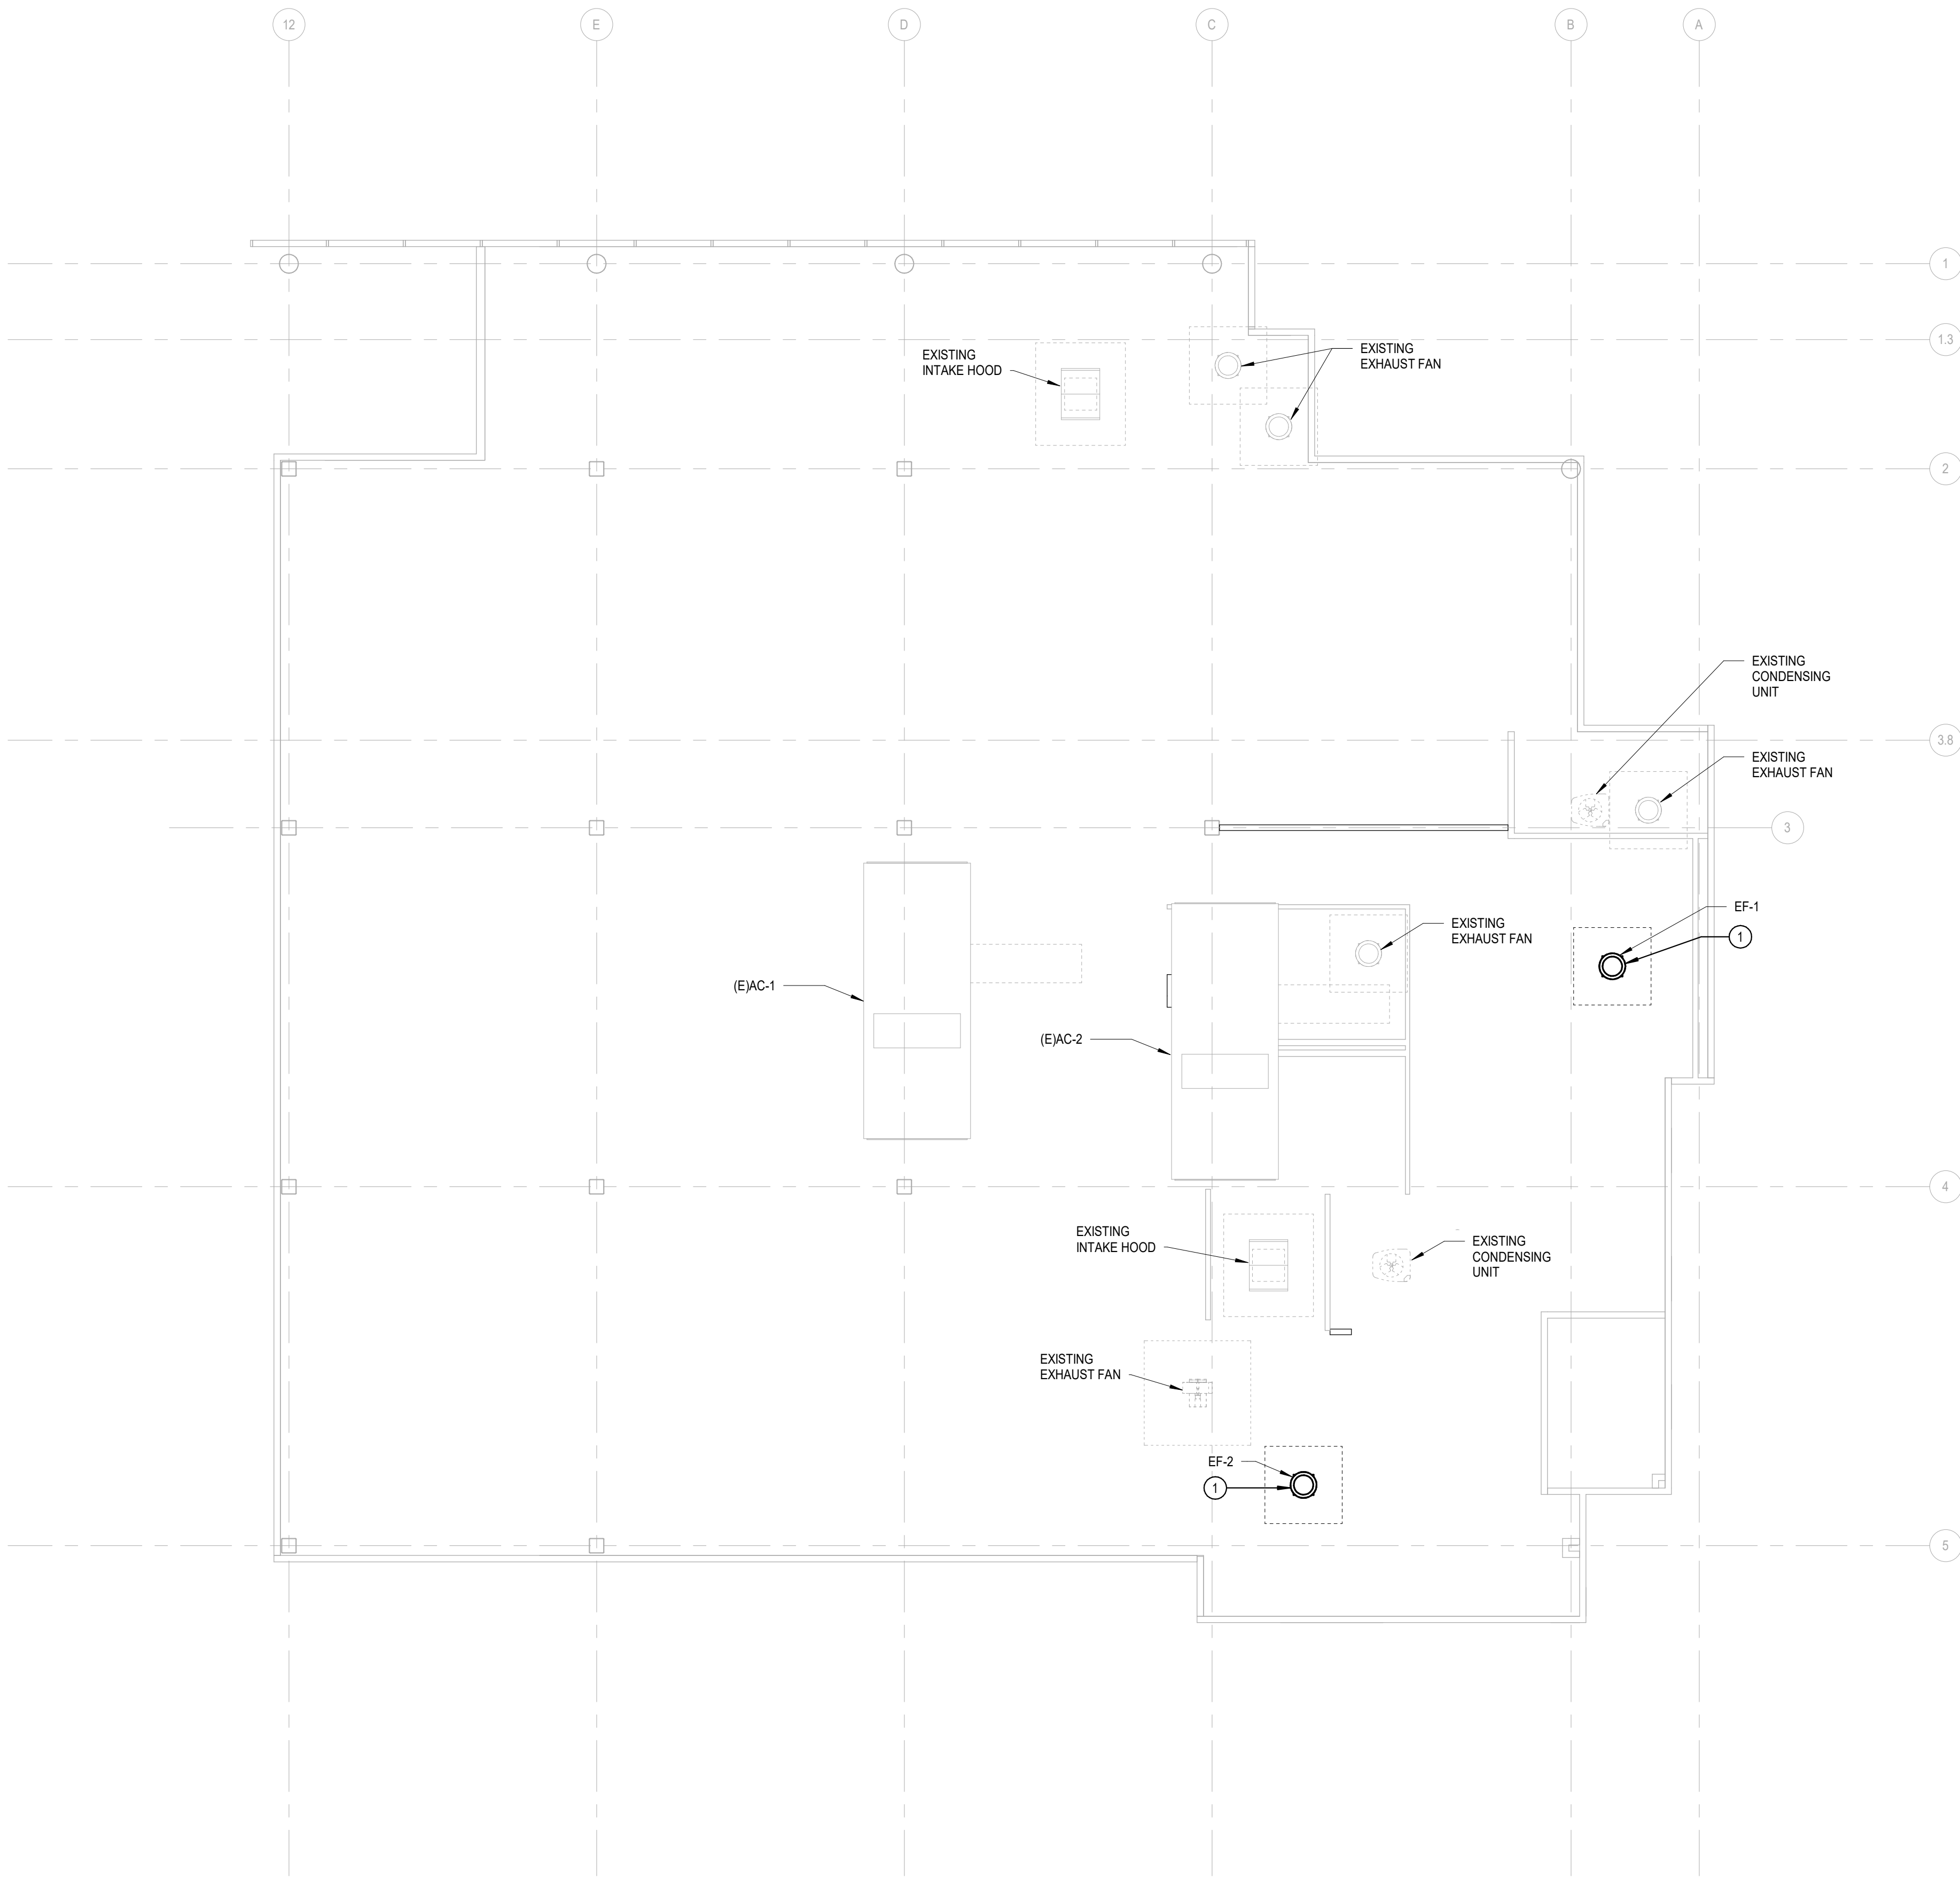 12
E
D
C
B
A
1
1.3
EXISTING
INTAKE HOOD
EXISTING
EXHAUST FAN
2
EXISTING
CONDENSING
UNIT
3.8
EXISTING
EXHAUST FAN
3
EF-1
1
EXISTING
EXHAUST FAN
(E)AC-1
(E)AC-2
4
EXISTING
INTAKE HOOD
EXISTING
CONDENSING
UNIT
EXISTING
EXHAUST FAN
EF-2
1
5